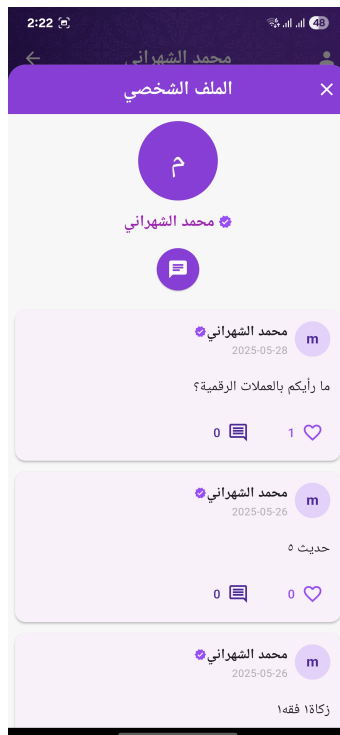 2:22
48
محمد الشهراني
الملف الشخصي
م
محمد الشهراني
m
محمد الشهراني
2025-05-28
ما رأيكم بالعملات الرقمية؟
1
0
m
محمد الشهراني
2025-05-26
حديث ٥
0
0
m
محمد الشهراني
2025-05-26
زكاة١ فقه١